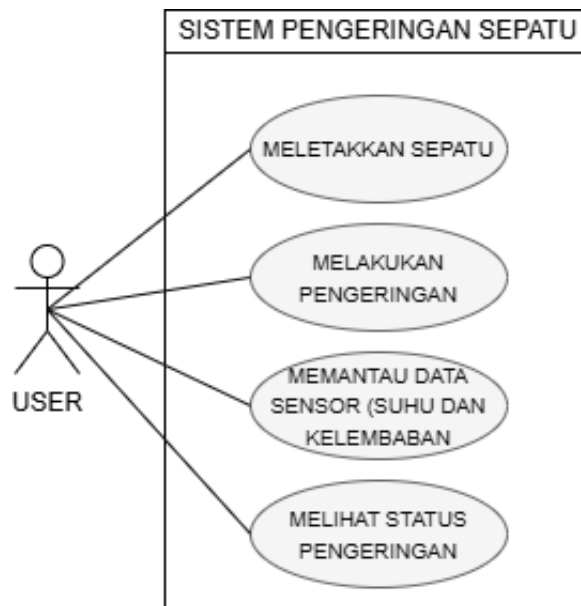 SISTEM PENGERINGAN SEPATU
MELETAKKAN SEPATU
MELAKUKAN
PENGERINGAN
USER
MEMANTAU DATA
SENSOR (SUHU DAN
KELEMBABAN
MELIHAT STATUS
PENGERINGAN